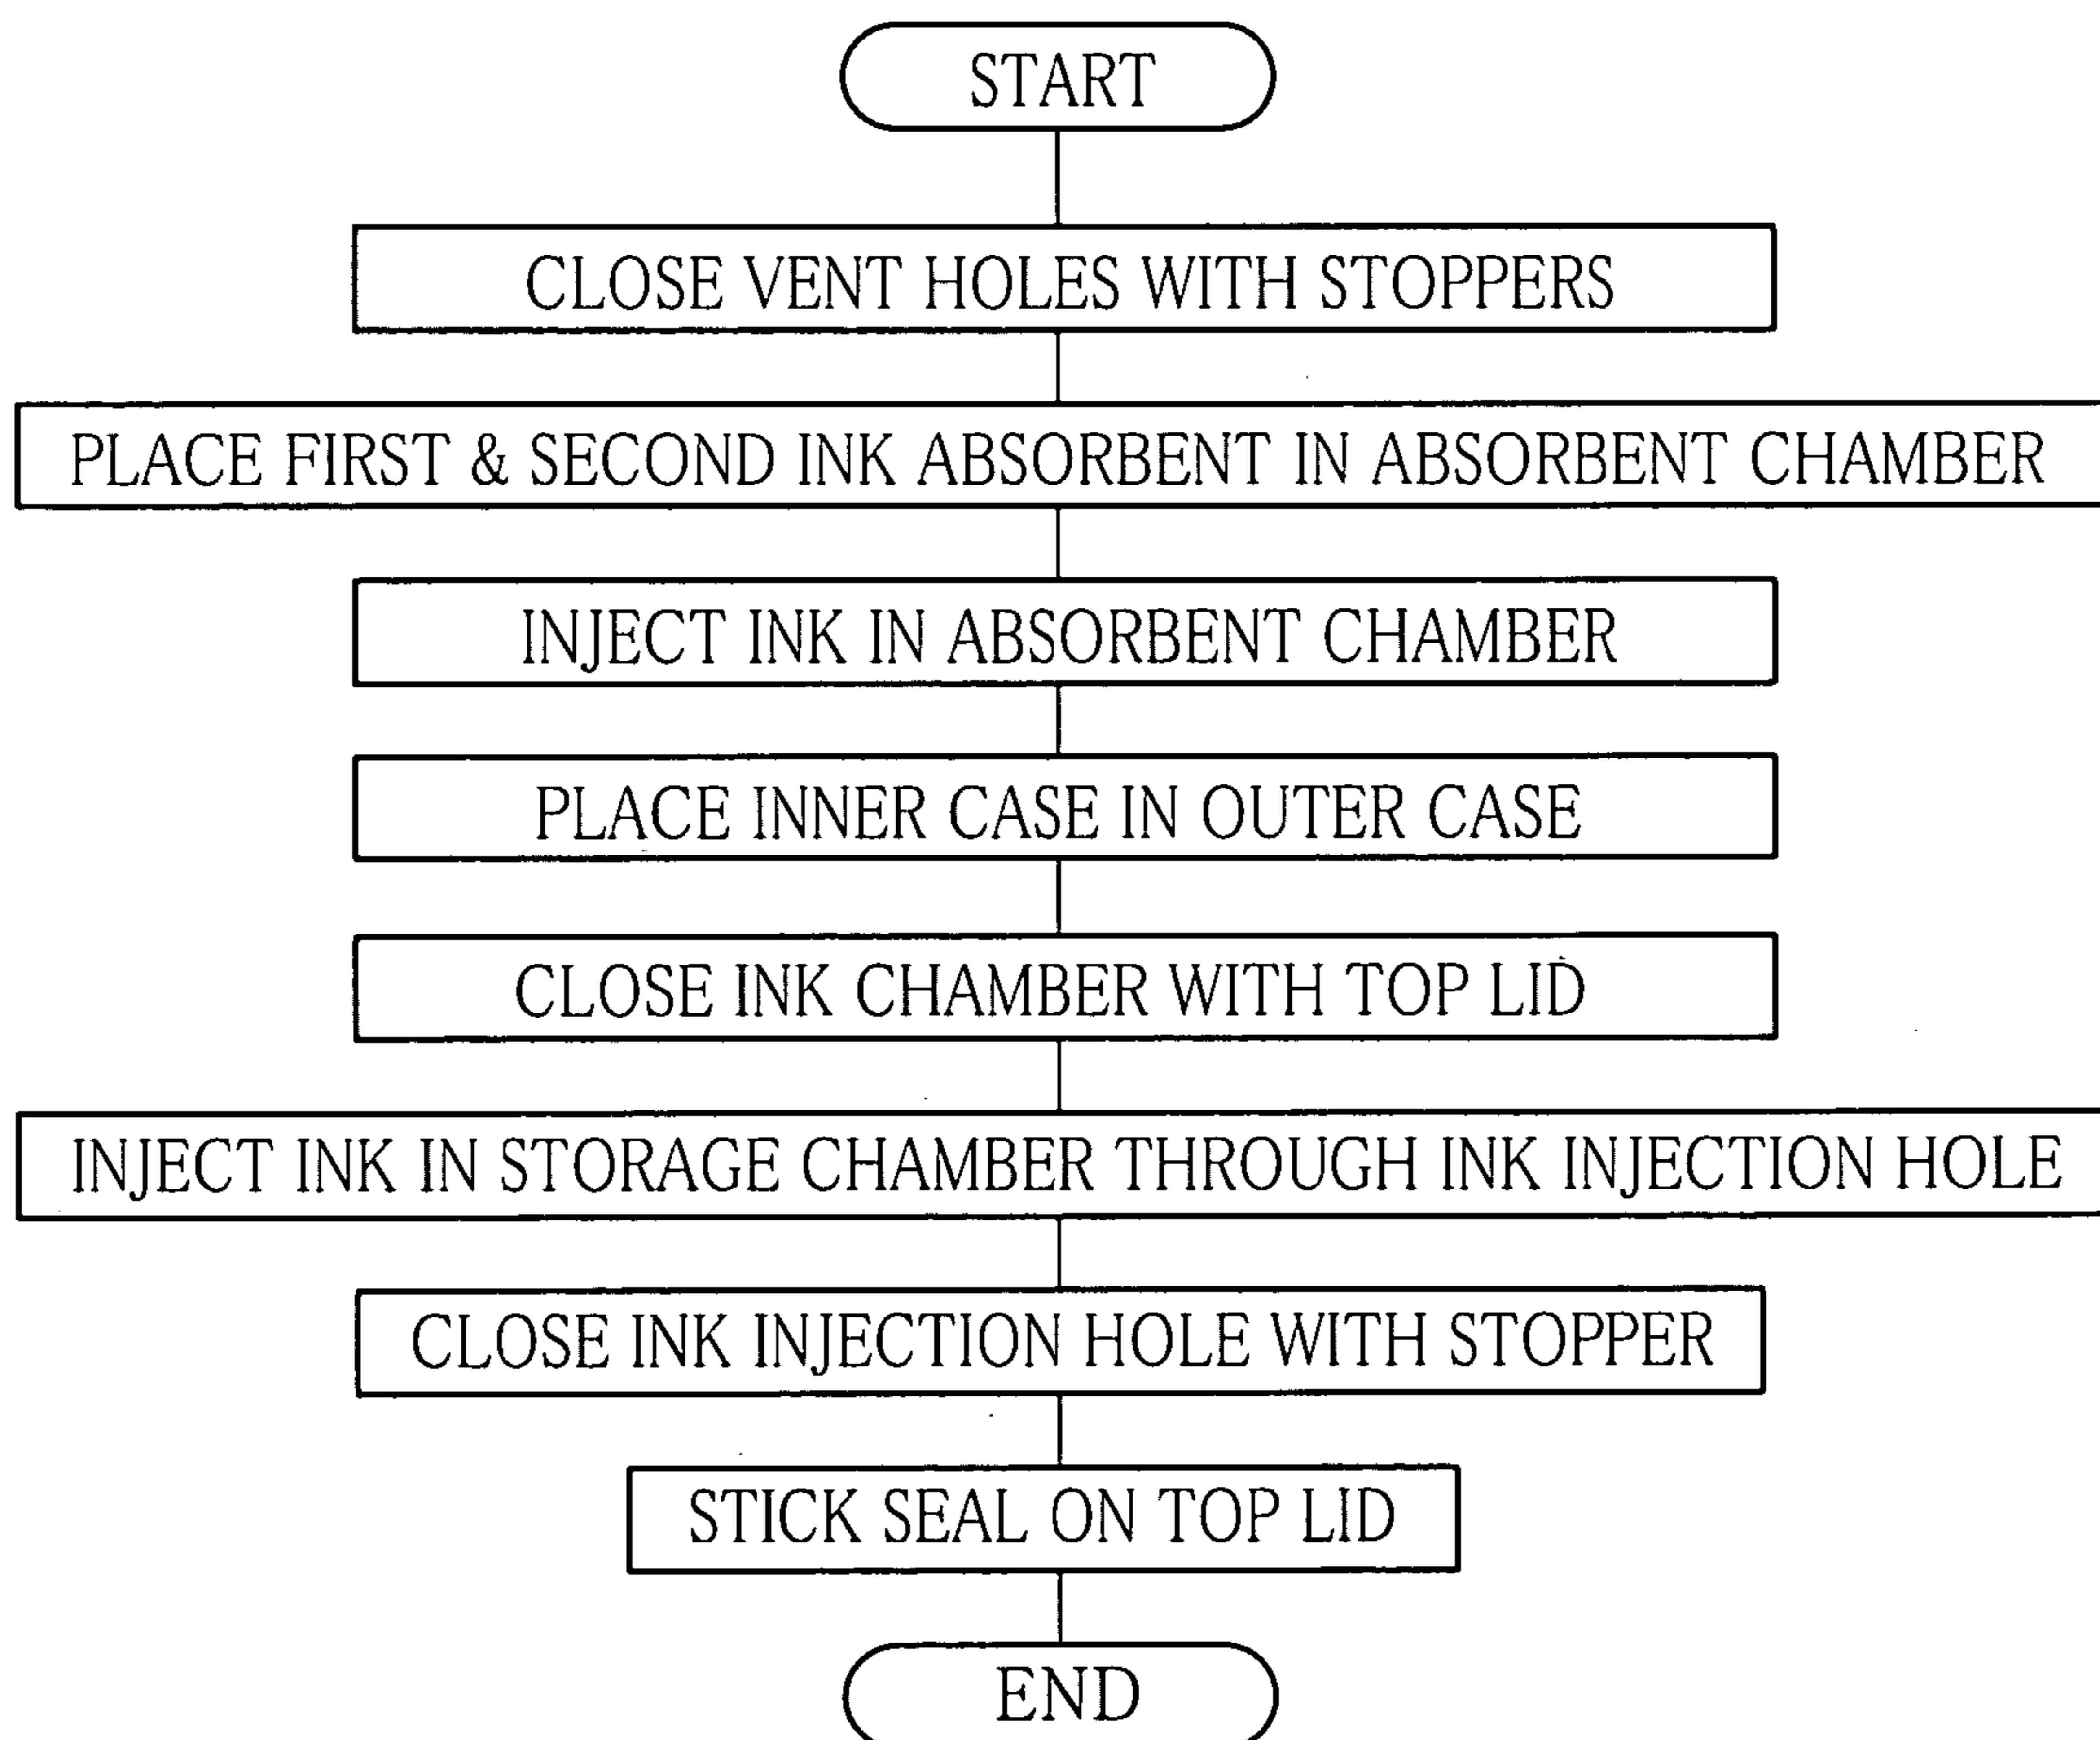 START
CLOSE VENT HOLES WITH STOPPERS
PLACE FIRST & SECOND INK ABSORBENT IN ABSORBENT CHAMBER
INJECT INK IN ABSORBENT CHAMBER
PLACE INNER CASE IN OUTER CASE
CLOSE INK CHAMBER WITH TOP LID
INJECT INK IN STORAGE CHAMBER THROUGH INK INJECTION HOLE
CLOSE INK INJECTION HOLE WITH STOPPER
STICK SEAL ON TOP LID
END